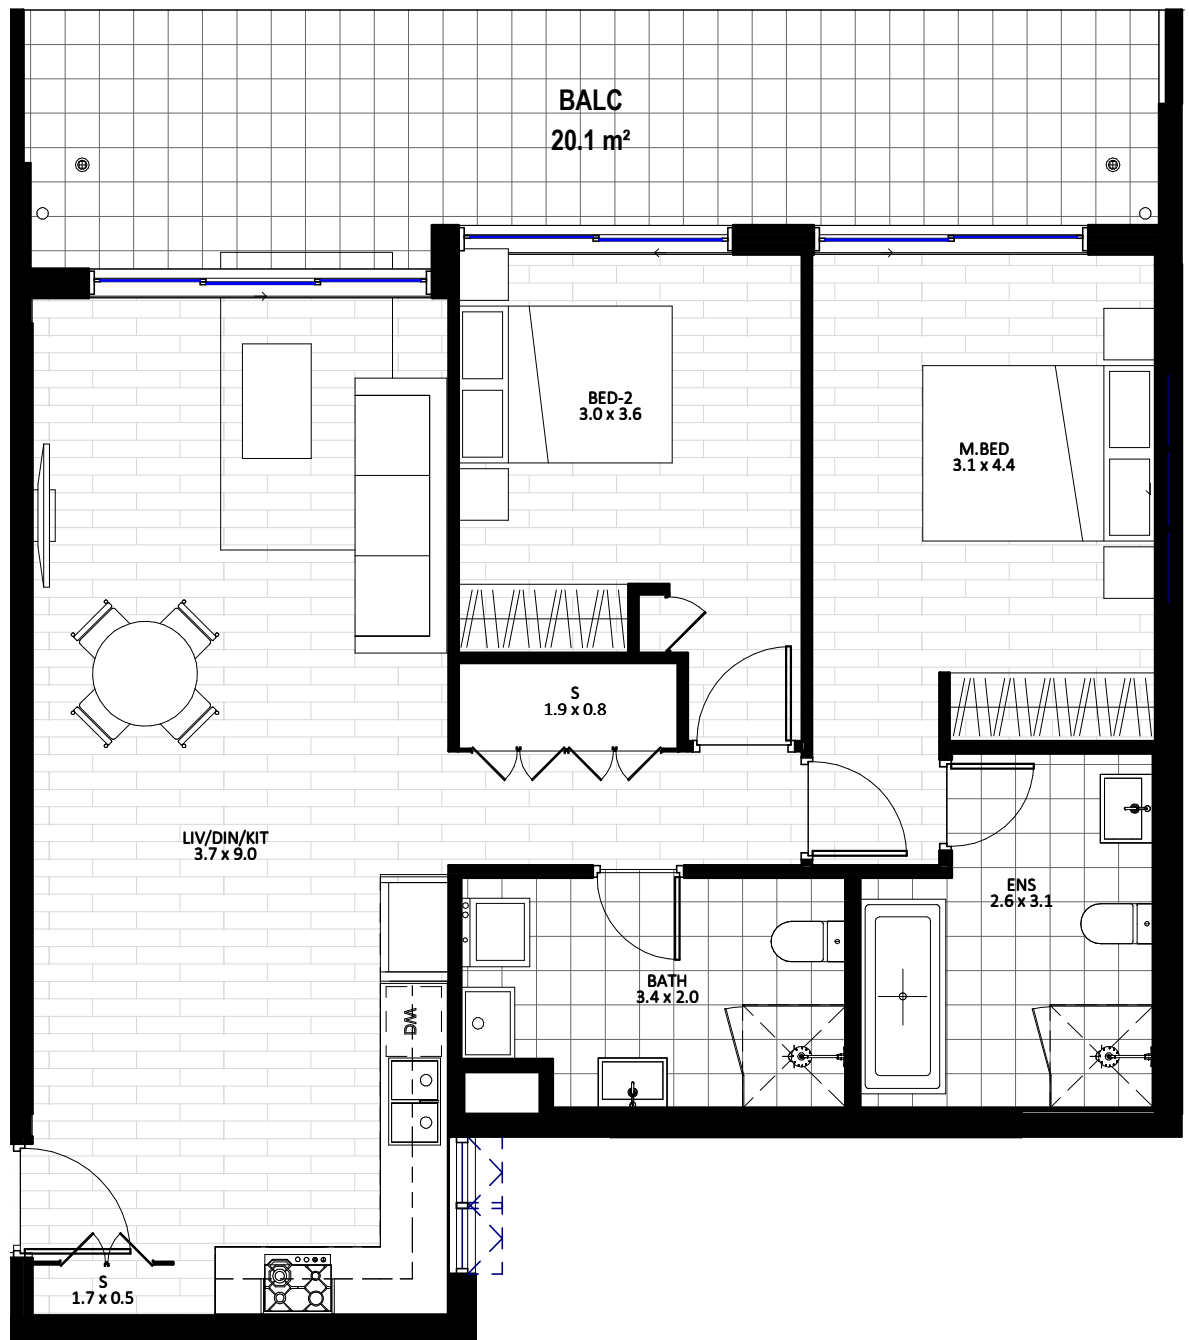 BALC
20.1 m²
BED-2
3.0 x 3.6
M.BED
3.1 x 4.4
S
1.9 x 0.8
LIV/DIN/KIT
3.7 x 9.0
ENS
2.6 x 3.1
BATH
3.4 x 2.0
DW
S
1.7 x 0.5